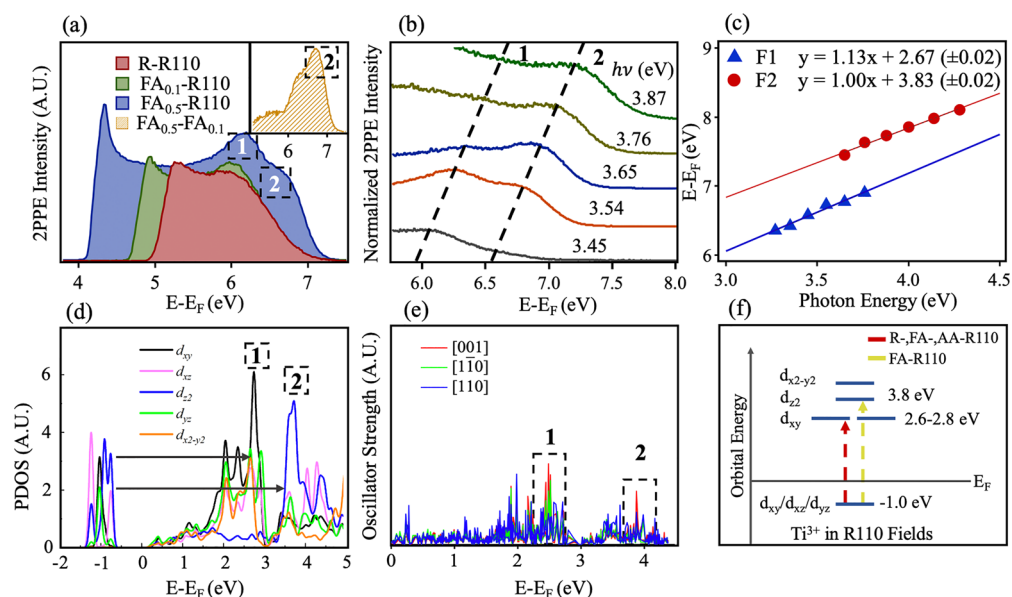 (a)
R-R110
FA0.1-R110
FA0.5-R110
FA0.5-FA0.1
2
6 7
1
2
2PPE Intensity (A.U.)
4 5 6 7
E-EF (eV)
(b)
1 2 hν (eV)
3.87
3.76
3.65
3.54
3.45
Normalized 2PPE Intensity
6.0 6.5 7.0 7.5 8.0
E-EF (eV)
(c)
9
8
7
6
F1 y = 1.13x + 2.67 (±0.02)
F2 y = 1.00x + 3.83 (±0.02)
E-EF (eV)
3.0 3.5 4.0 4.5
Photon Energy (eV)
(d)
6
4
2
0
dxy
dxz
dz2
dyz
dx2-y2
1
2
PDOS (A.U.)
-2 -1 0 1 2 3 4 5
E-EF (eV)
(e)
[001]
[11̅0]
[110]
1
2
Oscillator Strength (A.U.)
0 1 2 3 4
E-EF (eV)
(f)
R-,FA-,AA-R110
FA-R110
dx2-y2
dz2 3.8 eV
dxy 2.6-2.8 eV
EF
dxy/dxz/dyz -1.0 eV
Ti3+ in R110 Fields
Orbital Energy